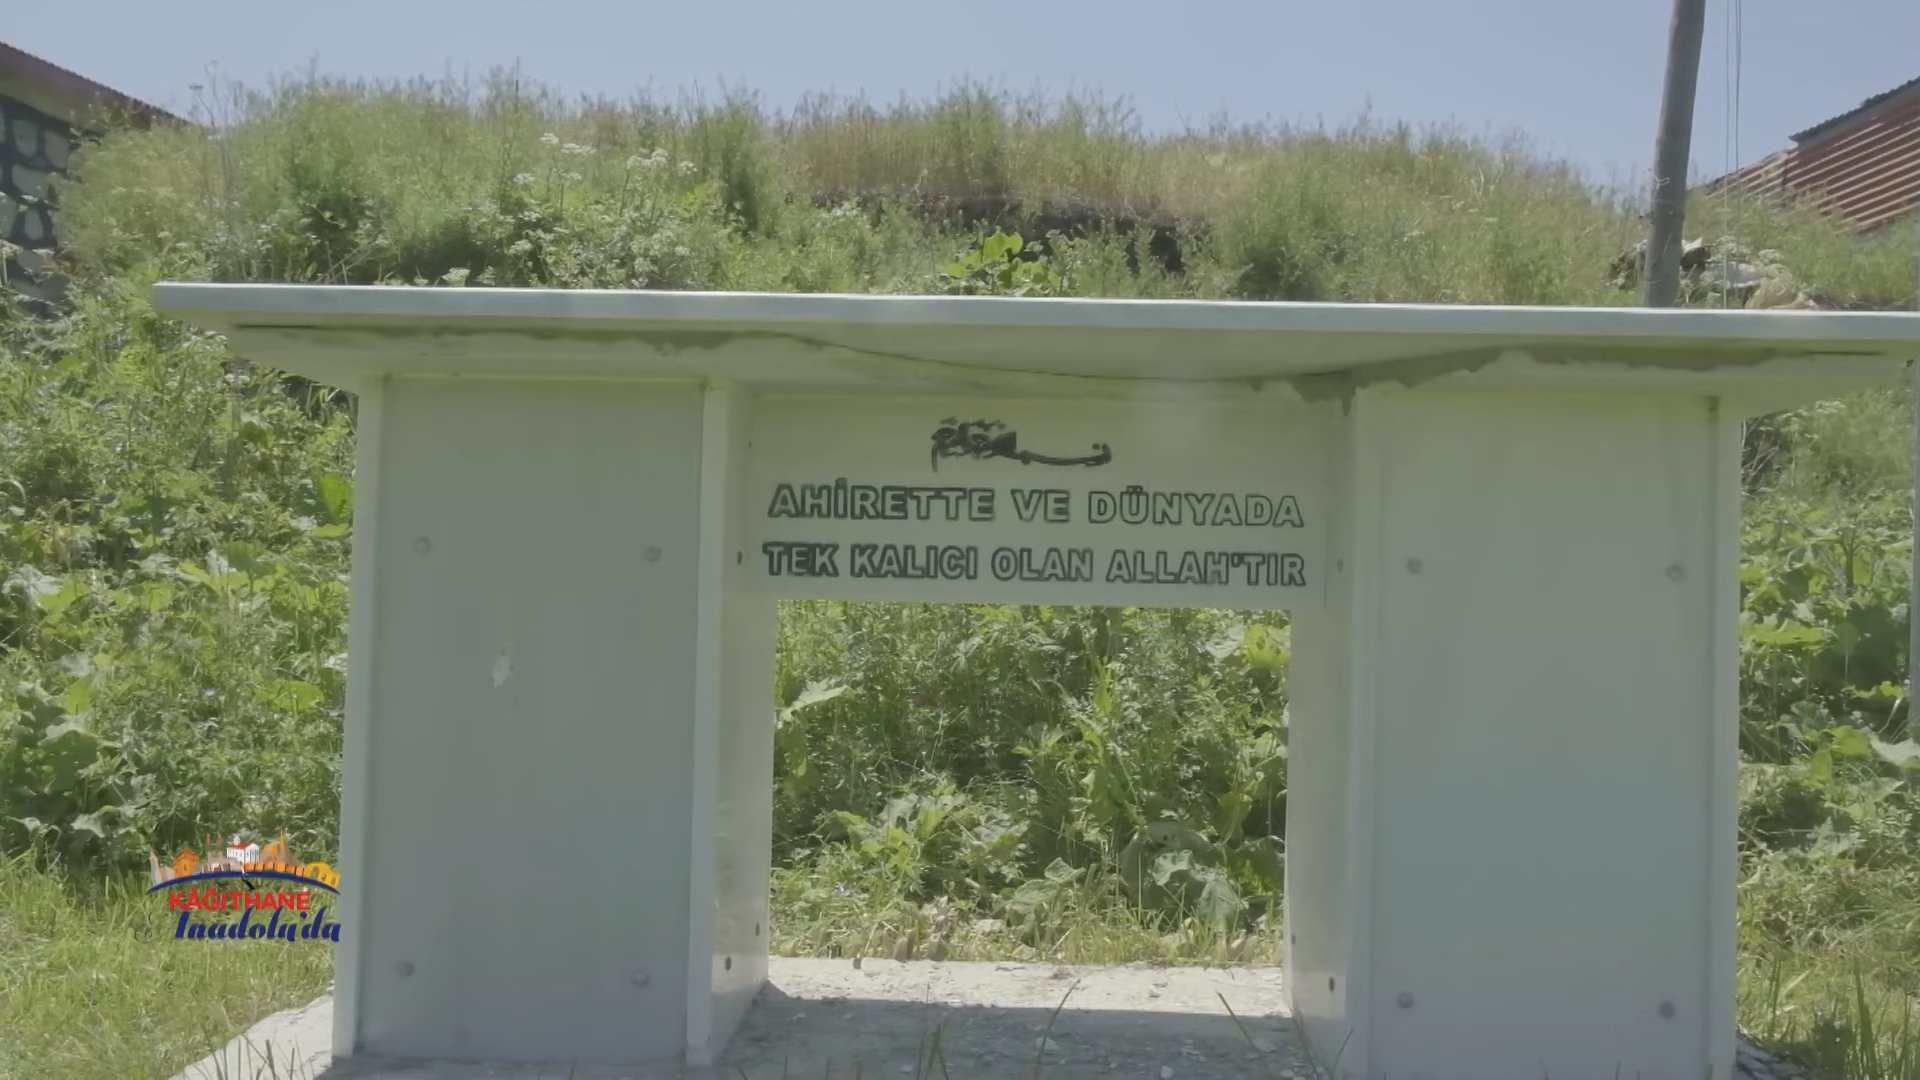 AHİRETTE VE DÜNYADA
TEK KALICI OLAN ALLAH'TIR
KAĞITHANE
Anadolu'da